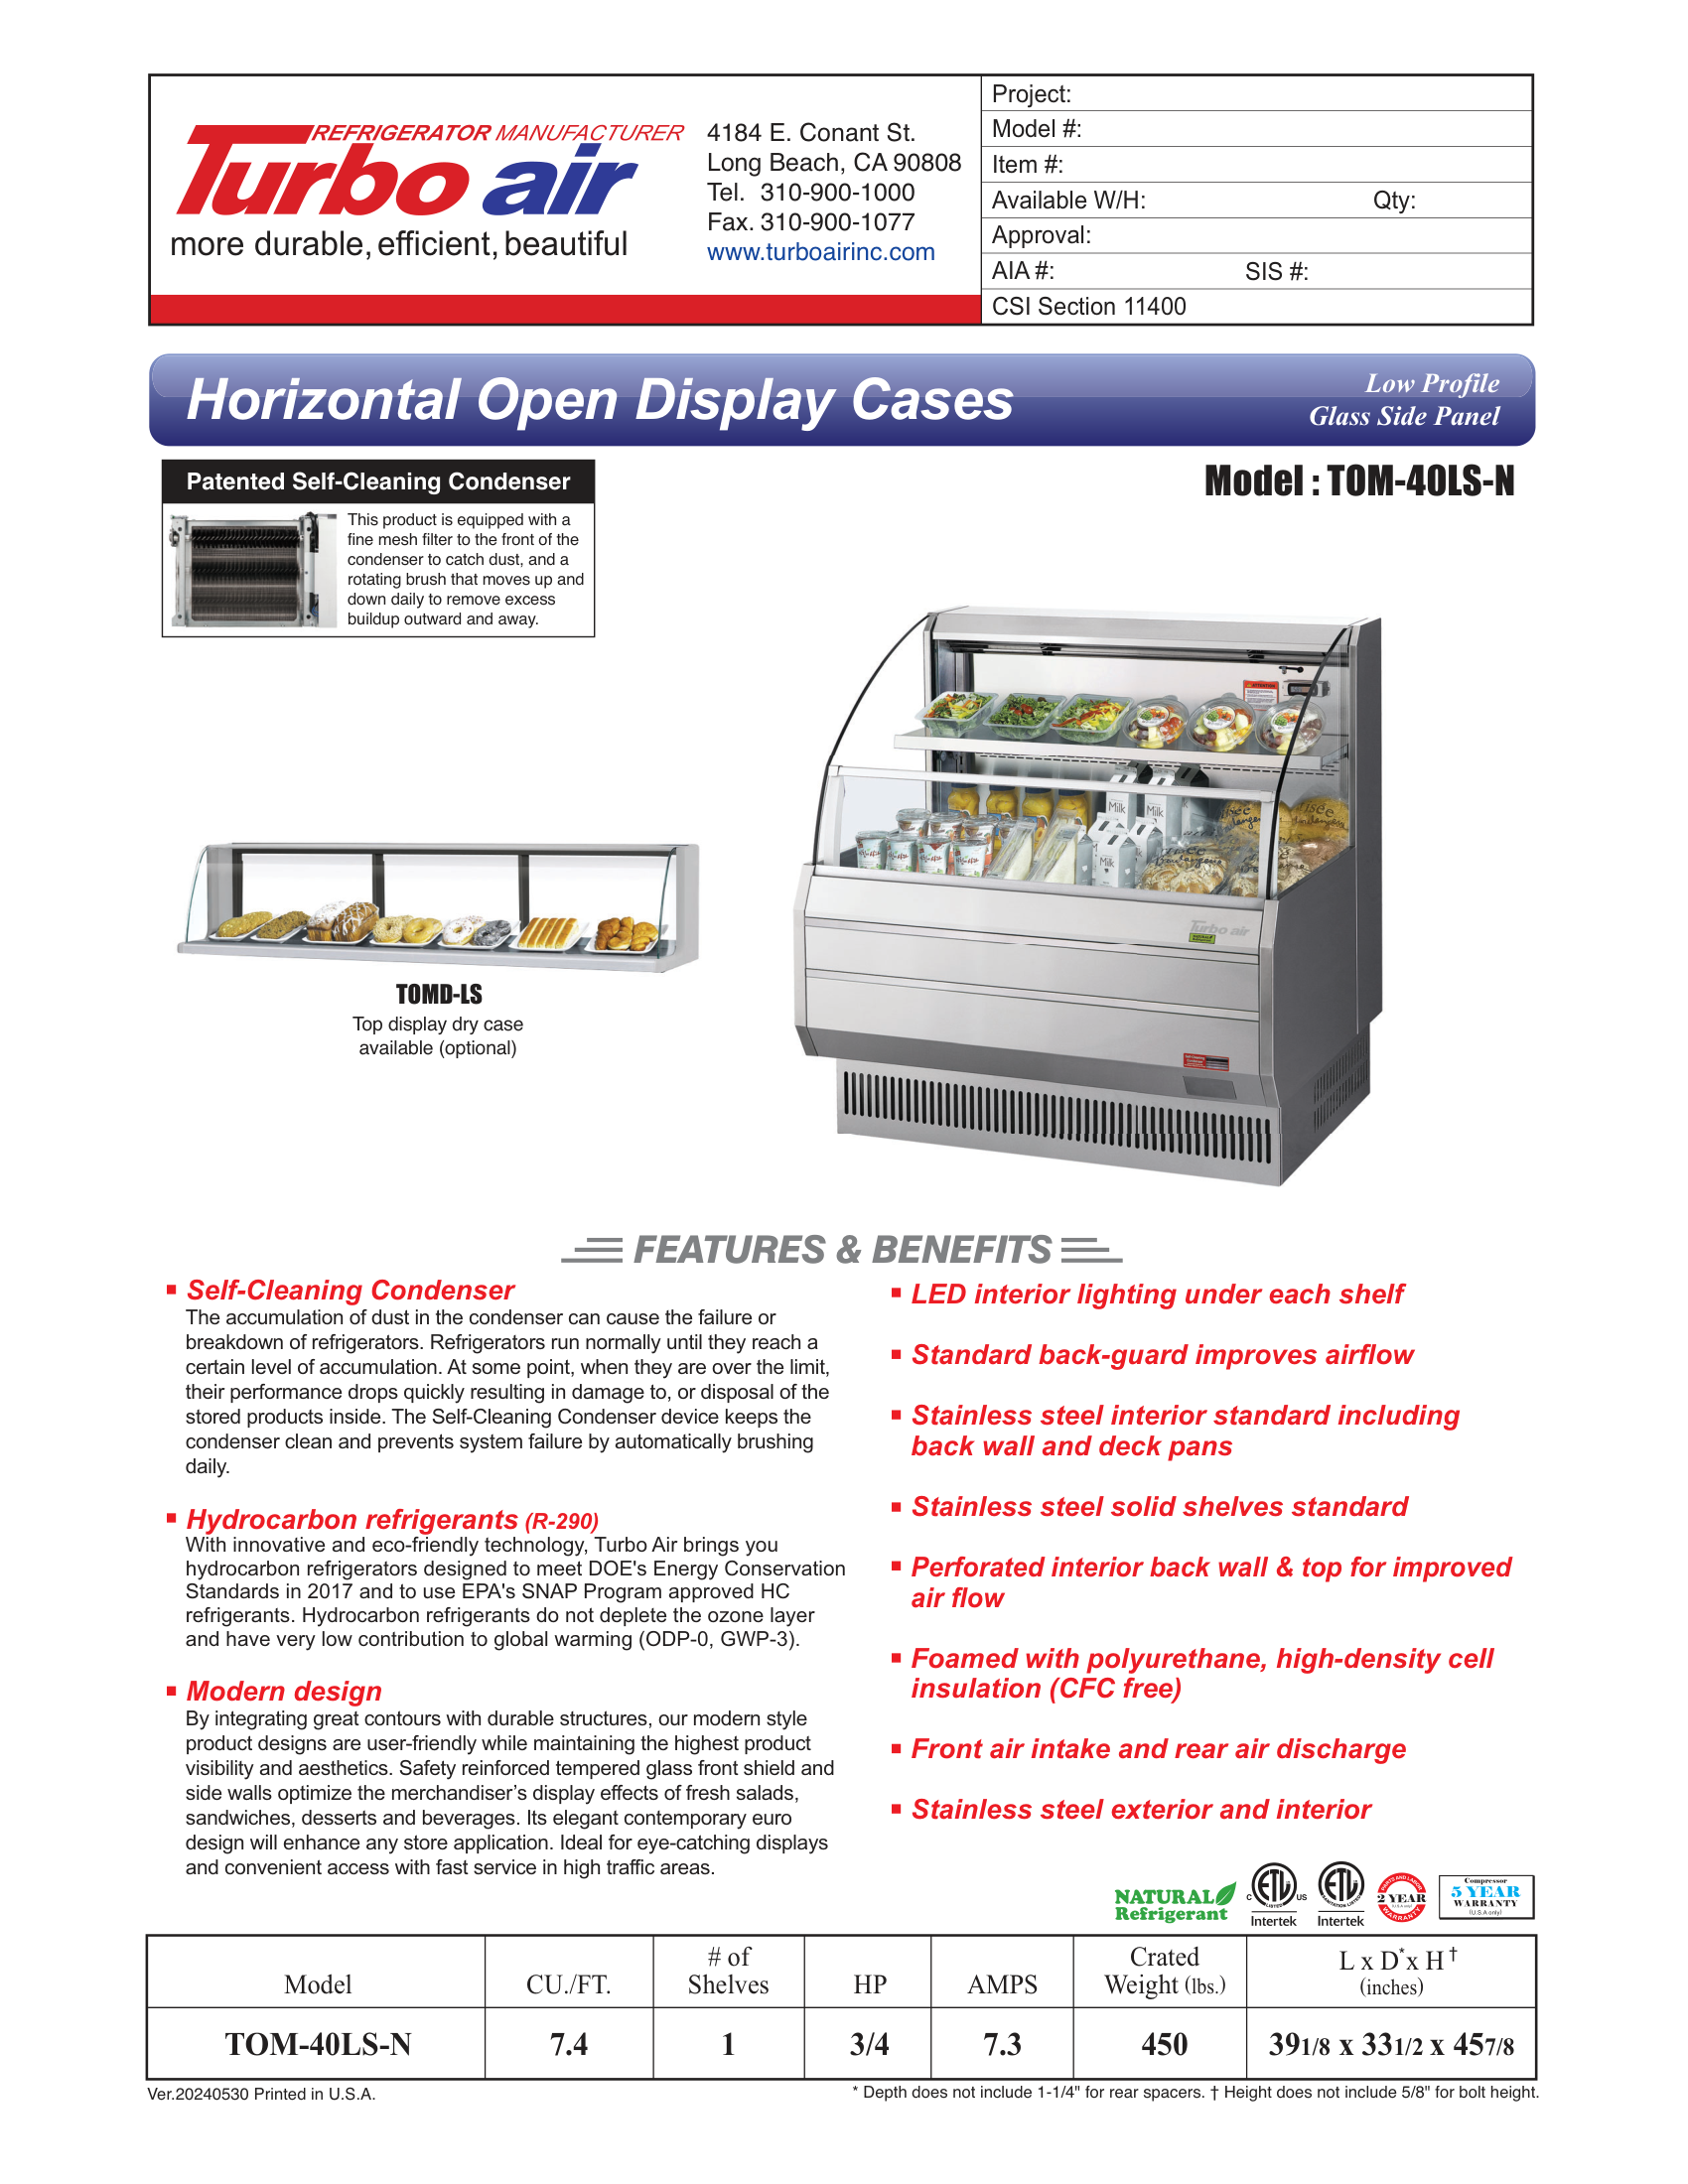 REFRIGERATOR MANUFACTURER
Turbo air
more durable, efficient, beautiful
4184 E. Conant St.
Long Beach, CA 90808
Tel. 310-900-1000
Fax. 310-900-1077
www.turboairinc.com
Project:
Model #:
Item #:
Available W/H: Qty:
Approval:
AIA #: SIS #:
CSI Section 11400
Horizontal Open Display Cases
Low Profile
Glass Side Panel
Patented Self-Cleaning Condenser
This product is equipped with a
fine mesh filter to the front of the
condenser to catch dust, and a
rotating brush that moves up and
down daily to remove excess
buildup outward and away.
Model : TOM-40LS-N
ATTENTION
Milk
Milk
Milk
Turbo air
TOMD-LS
Top display dry case
available (optional)
FEATURES & BENEFITS
Self-Cleaning Condenser
The accumulation of dust in the condenser can cause the failure or
breakdown of refrigerators. Refrigerators run normally until they reach a
certain level of accumulation. At some point, when they are over the limit,
their performance drops quickly resulting in damage to, or disposal of the
stored products inside. The Self-Cleaning Condenser device keeps the
condenser clean and prevents system failure by automatically brushing
daily.
Hydrocarbon refrigerants (R-290)
With innovative and eco-friendly technology, Turbo Air brings you
hydrocarbon refrigerators designed to meet DOE's Energy Conservation
Standards in 2017 and to use EPA's SNAP Program approved HC
refrigerants. Hydrocarbon refrigerants do not deplete the ozone layer
and have very low contribution to global warming (ODP-0, GWP-3).
Modern design
By integrating great contours with durable structures, our modern style
product designs are user-friendly while maintaining the highest product
visibility and aesthetics. Safety reinforced tempered glass front shield and
side walls optimize the merchandiser’s display effects of fresh salads,
sandwiches, desserts and beverages. Its elegant contemporary euro
design will enhance any store application. Ideal for eye-catching displays
and convenient access with fast service in high traffic areas.
LED interior lighting under each shelf
Standard back-guard improves airflow
Stainless steel interior standard including
back wall and deck pans
Stainless steel solid shelves standard
Perforated interior back wall & top for improved
air flow
Foamed with polyurethane, high-density cell
insulation (CFC free)
Front air intake and rear air discharge
Stainless steel exterior and interior
NATURAL
Refrigerant
C ETL US
LISTED
Intertek
ETL
SANITATION LISTED
Intertek
PARTS AND LABOR
2 YEAR
(U.S.A only)
WARRANTY
Compressor
5 YEAR
WARRANTY
(U.S.A only)
Model CU./FT. # of Shelves HP AMPS Crated Weight (lbs.) L x D* x H† (inches)
TOM-40LS-N 7.4 1 3/4 7.3 450 391/8 x 331/2 x 457/8
Ver.20240530 Printed in U.S.A.
* Depth does not include 1-1/4" for rear spacers. † Height does not include 5/8" for bolt height.